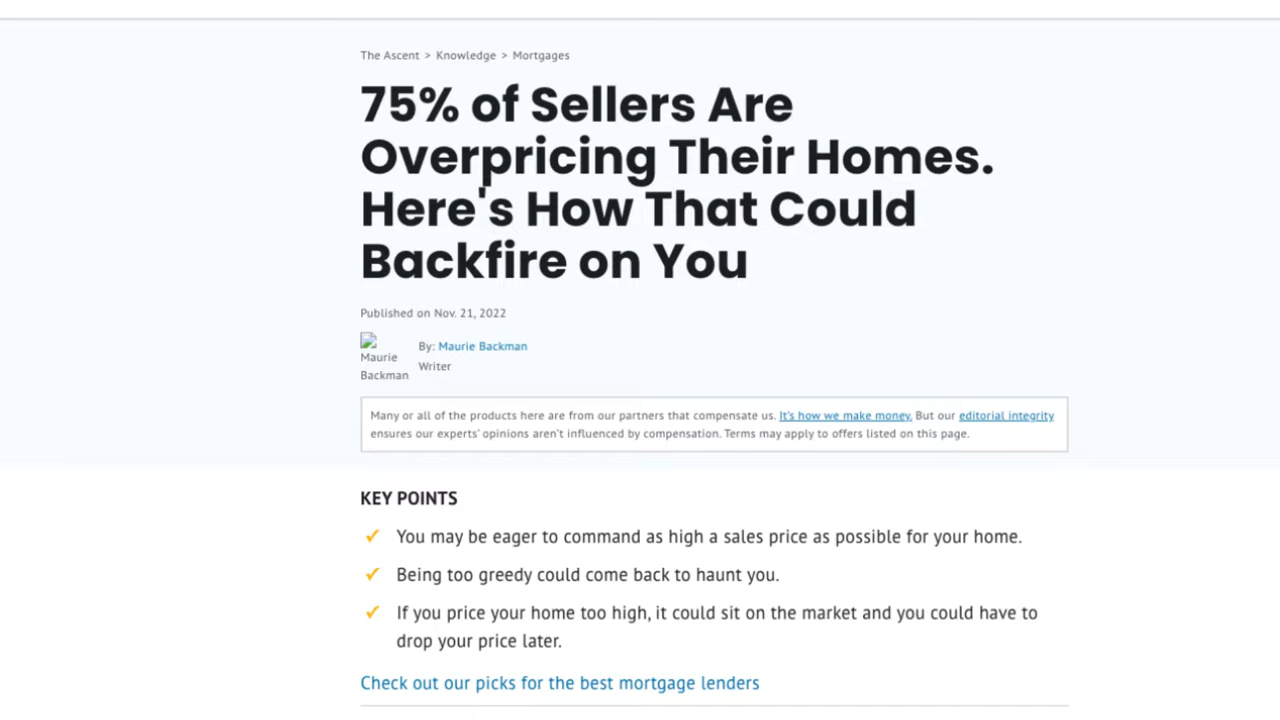 The Ascent > Knowledge > Mortgages
75% of Sellers Are
Overpricing Their Homes.
Here's How That Could
Backfire on You
Published on Nov. 21, 2022
Maurie
Backman
By: Maurie Backman
Writer
Many or all of the products here are from our partners that compensate us. It's how we make money. But our editorial integrity
ensures our experts' opinions aren't influenced by compensation. Terms may apply to offers listed on this page.
KEY POINTS
✓ You may be eager to command as high a sales price as possible for your home.
✓ Being too greedy could come back to haunt you.
✓ If you price your home too high, it could sit on the market and you could have to
drop your price later.
Check out our picks for the best mortgage lenders